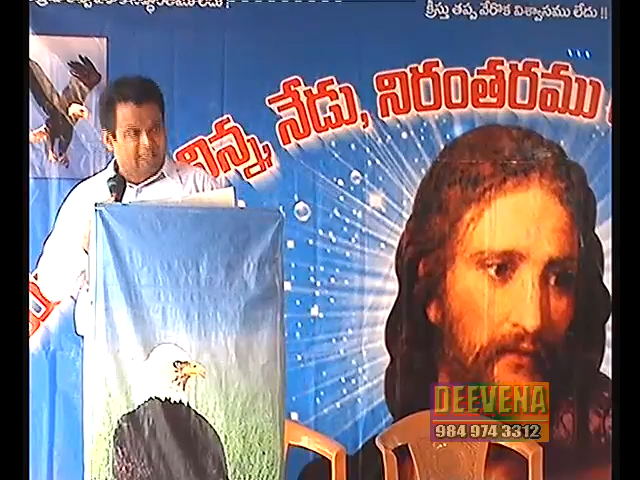 క్రీస్తు తప్ప వేరొక విశ్వాసము లేదు !!
నిన్న, నేడు, నిరంతరము
DEEVENA
984 974 3312